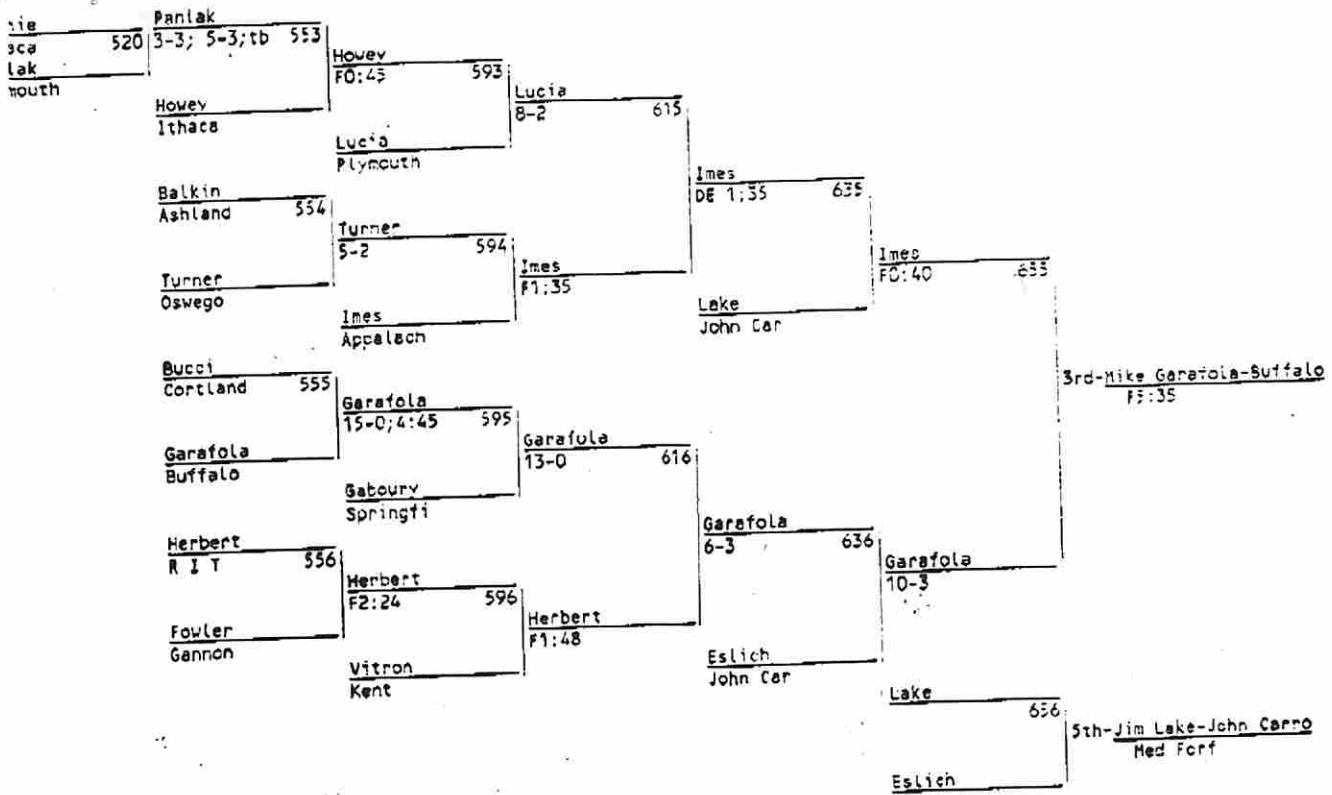 520
mouth
Panlak
3-3; 5-3;tb 553
Howey
Ithaca
Balkin
Ashland 554
Turner
Oswego
Bucci
Cortland 555
Garafola
Buffalo
Herbert
R I T 556
Fowler
Gannon
Howey
F0:45 593
Lucia
Plymouth
Turner
5-2 594
Imes
Appalach
Garafola
15-0;4:45 595
Gaboury
Springfi
Herbert
F2:24 596
Vitron
Kent
Lucia
8-2 615
Imes
F1:35
Garafola
13-0 616
Herbert
F1:48
Imes
DE 1;35 635
Lake
John Car
Garafola
6-3 636
Eslich
John Car
Imes
F0:40
Garafola
10-3
Lake
656
Eslich
3rd-Mike Garafola-Buffalo
5th-Jim Lake-John Carro
Med Forf